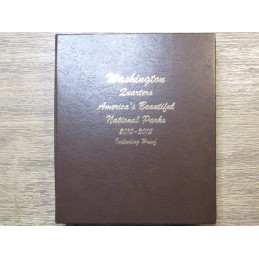 Washington
Quarters
America's Beautiful
National Parks
2010-2015
Including Proof